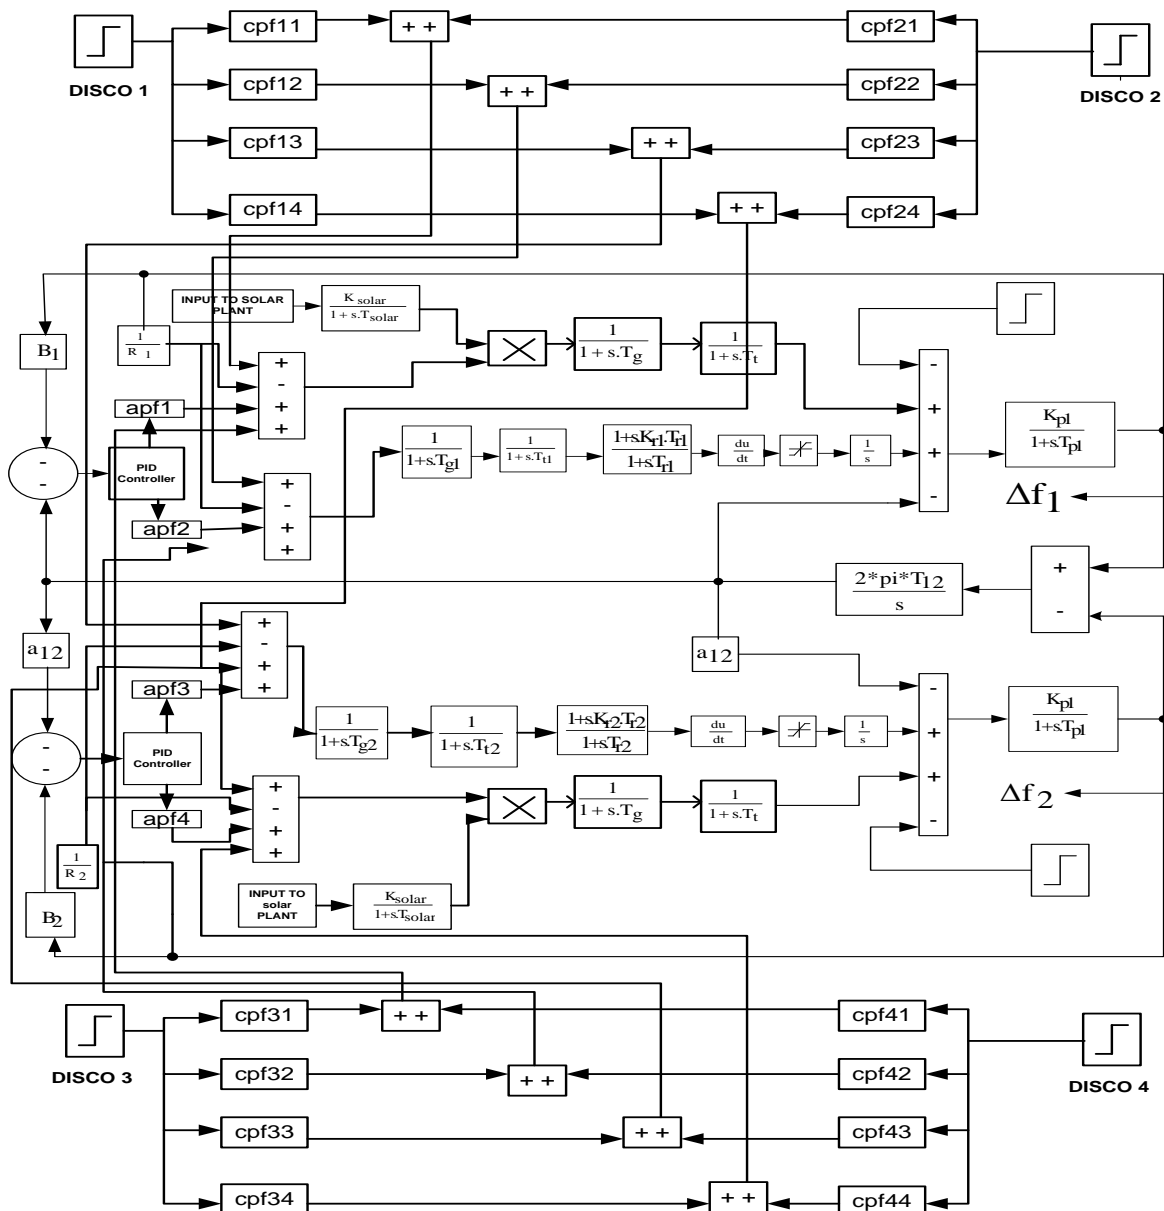 cpf11
+ +
cpf21
DISCO 1
cpf12
+ +
cpf22
DISCO 2
cpf13
+ +
cpf23
cpf14
+ +
cpf24
INPUT TO SOLAR
PLANT
K solar
1 + s.Tsolar
B1
1
R 1
+
-
+
+
1
1 + s.Tg
1
1 + s.Tt
-
+
+
-
Kpl
1+s.Tpl
apf1
PID
Controller
apf2
-
-
+
-
+
+
1
1+s.Tg1
1
1 + s.Tt1
1+s.Kr1.Tr1
1+s.Tr1
du
dt
1
s
Δf1
2*pi*T12
s
+
-
a12
+
-
+
+
a12
apf3
PID
Controller
apf4
-
-
1
1+s.Tg2
1
1+s.Tt2
1+s.Kr2.Tr2
1+s.Tr2
du
dt
1
s
-
+
+
-
Kpl
1+s.Tpl
Δf2
+
-
+
+
1
1 + s.Tg
1
1 + s.Tt
1
R 2
B2
INPUT TO
solar
PLANT
Ksolar
1+s.Tsolar
cpf31
+ +
cpf41
DISCO 3
cpf32
+ +
cpf42
DISCO 4
cpf33
+ +
cpf43
cpf34
+ +
cpf44